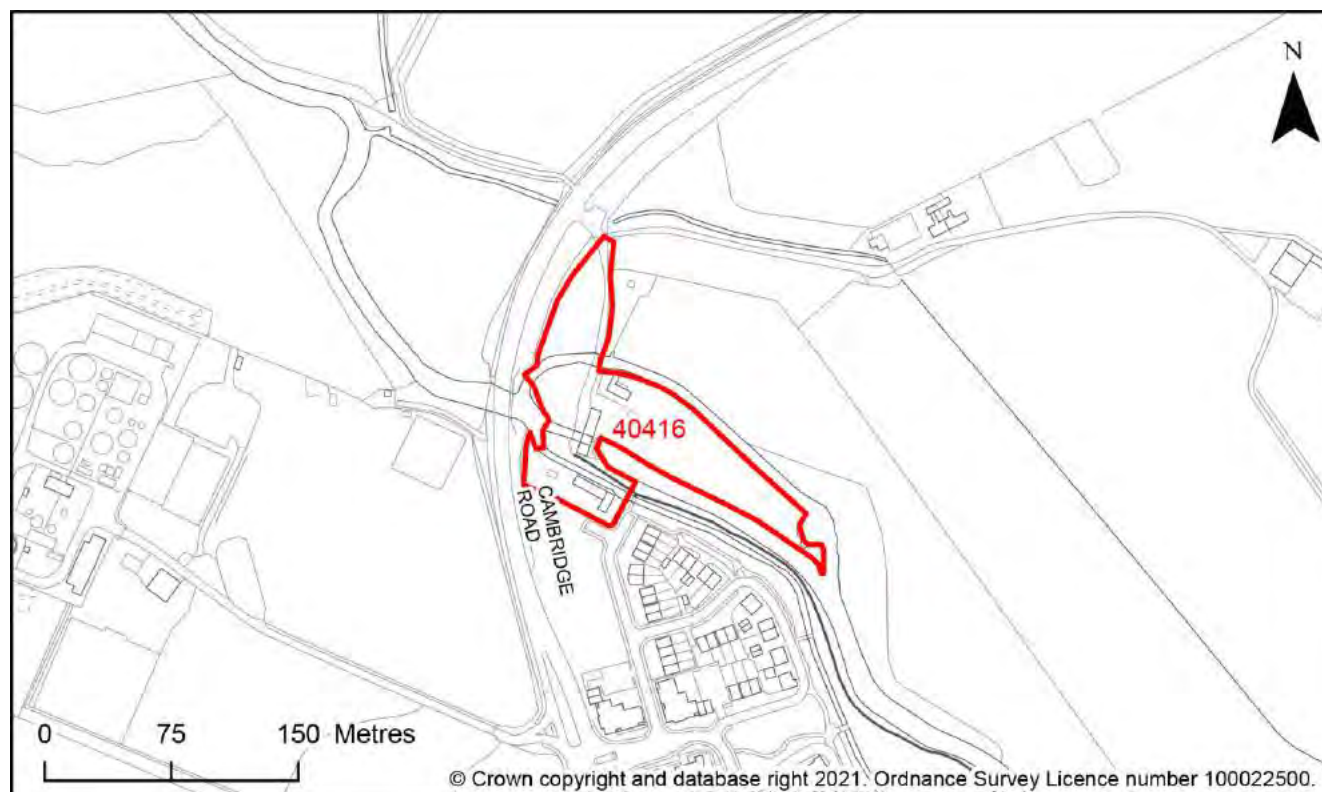 N
40416
CAMBRIDGE
ROAD
0 75 150 Metres
© Crown copyright and database right 2021. Ordnance Survey Licence number 100022500.